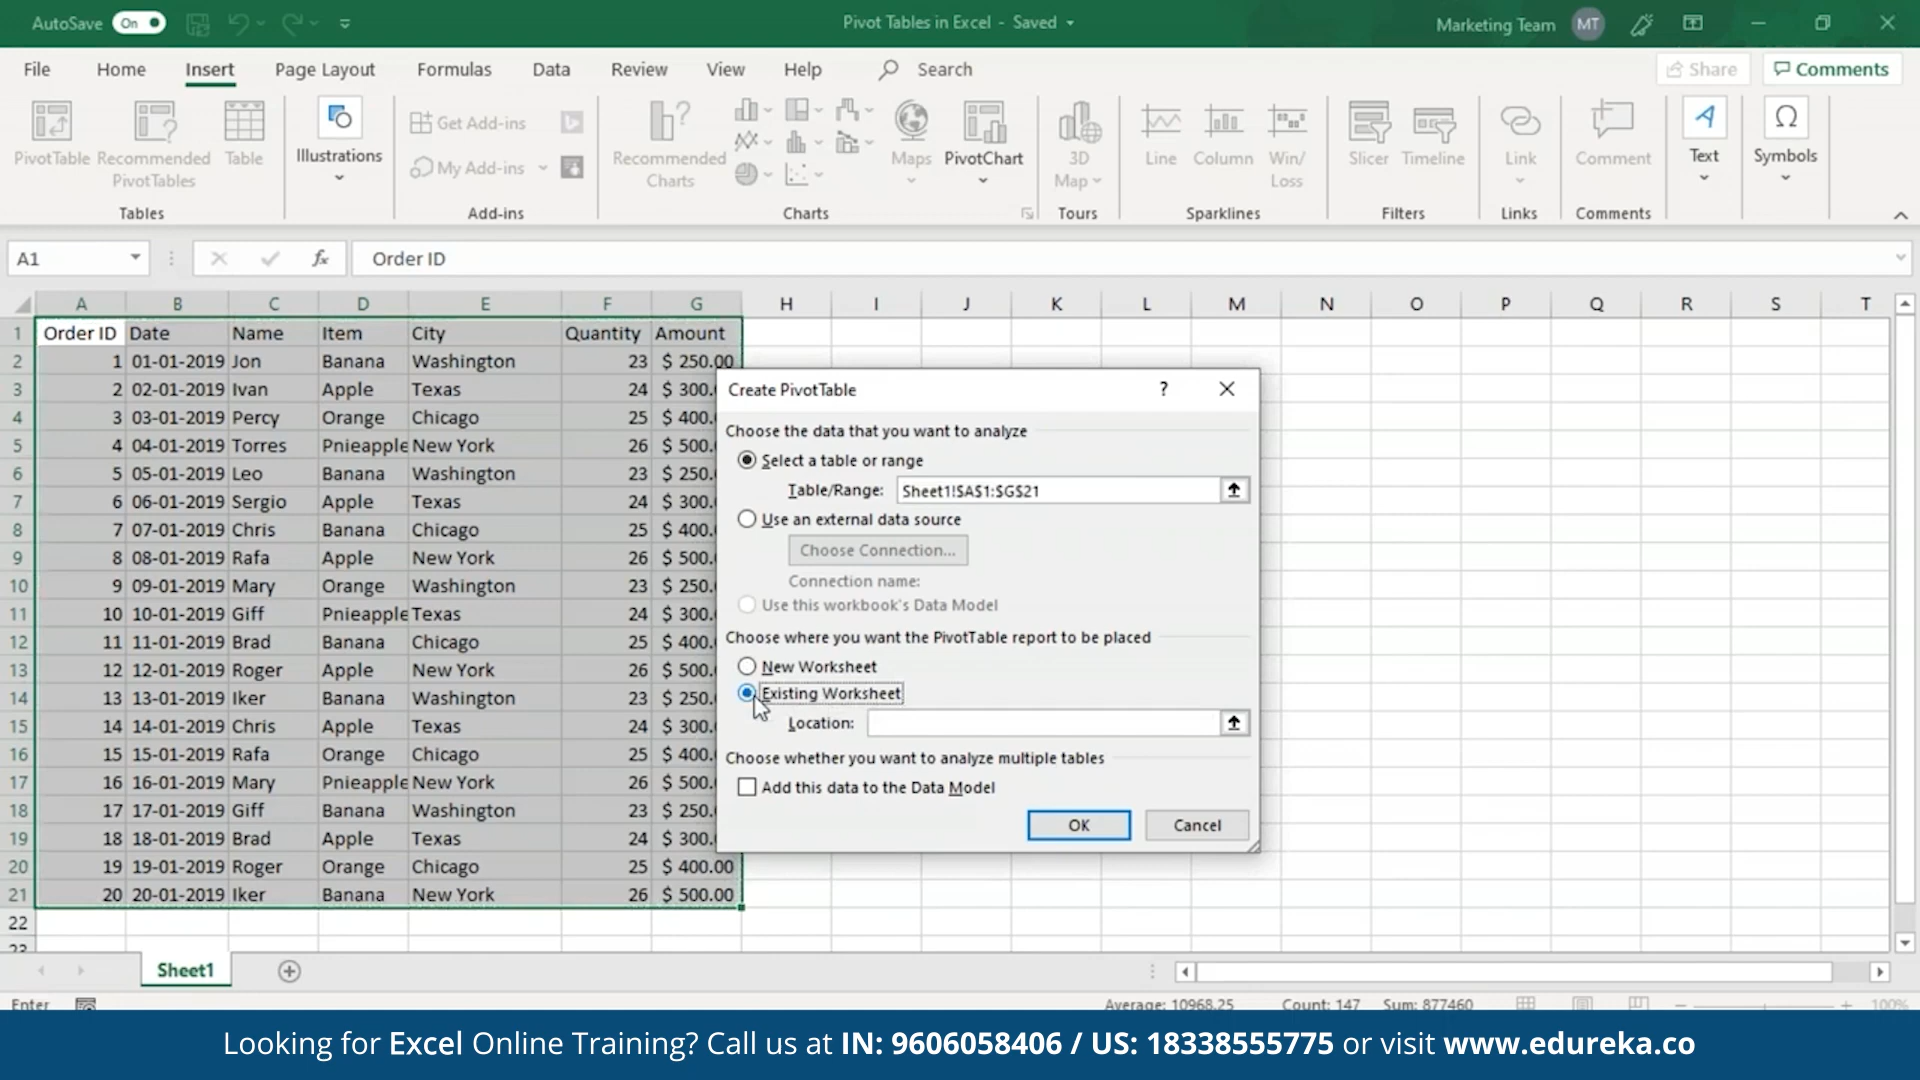 AutoSave On
Pivot Tables in Excel - Saved
Marketing Team MT
File Home Insert Page Layout Formulas Data Review View Help Search
Share Comments
PivotTable Recommended PivotTables Table
Tables
Illustrations
Get Add-ins
My Add-ins
Add-ins
Recommended Charts
Maps PivotChart
Charts
3D Map
Tours
Line Column Win/Loss
Sparklines
Slicer Timeline
Filters
Link
Links
Comment
Comments
A Text
Ω Symbols
A1 fx Order ID
A B C D E F G H I J K L M N O P Q R S T
1 Order ID Date Name Item City Quantity Amount
2 1 01-01-2019 Jon Banana Washington 23 $ 250.00
3 2 02-01-2019 Ivan Apple Texas 24 $ 300.
4 3 03-01-2019 Percy Orange Chicago 25 $ 400.
5 4 04-01-2019 Torres Pnieapple New York 26 $ 500.
6 5 05-01-2019 Leo Banana Washington 23 $ 250.
7 6 06-01-2019 Sergio Apple Texas 24 $ 300.
8 7 07-01-2019 Chris Banana Chicago 25 $ 400.
9 8 08-01-2019 Rafa Apple New York 26 $ 500.
10 9 09-01-2019 Mary Orange Washington 23 $ 250.
11 10 10-01-2019 Giff Pnieapple Texas 24 $ 300.
12 11 11-01-2019 Brad Banana Chicago 25 $ 400.
13 12 12-01-2019 Roger Apple New York 26 $ 500.
14 13 13-01-2019 Iker Banana Washington 23 $ 250.
15 14 14-01-2019 Chris Apple Texas 24 $ 300.
16 15 15-01-2019 Rafa Orange Chicago 25 $ 400.
17 16 16-01-2019 Mary Pnieapple New York 26 $ 500.
18 17 17-01-2019 Giff Banana Washington 23 $ 250.
19 18 18-01-2019 Brad Apple Texas 24 $ 300.
20 19 19-01-2019 Roger Orange Chicago 25 $ 400.00
21 20 20-01-2019 Iker Banana New York 26 $ 500.00
22
23
Create PivotTable ?
Choose the data that you want to analyze
Select a table or range
Table/Range: Sheet1!$A$1:$G$21
Use an external data source
Choose Connection...
Connection name:
Use this workbook's Data Model
Choose where you want the PivotTable report to be placed
New Worksheet
Existing Worksheet
Location:
Choose whether you want to analyze multiple tables
Add this data to the Data Model
OK Cancel
Sheet1
Enter Average: 10968.25 Count: 147 Sum: 877460 100%
Looking for Excel Online Training? Call us at IN: 9606058406 / US: 18338555775 or visit www.edureka.co